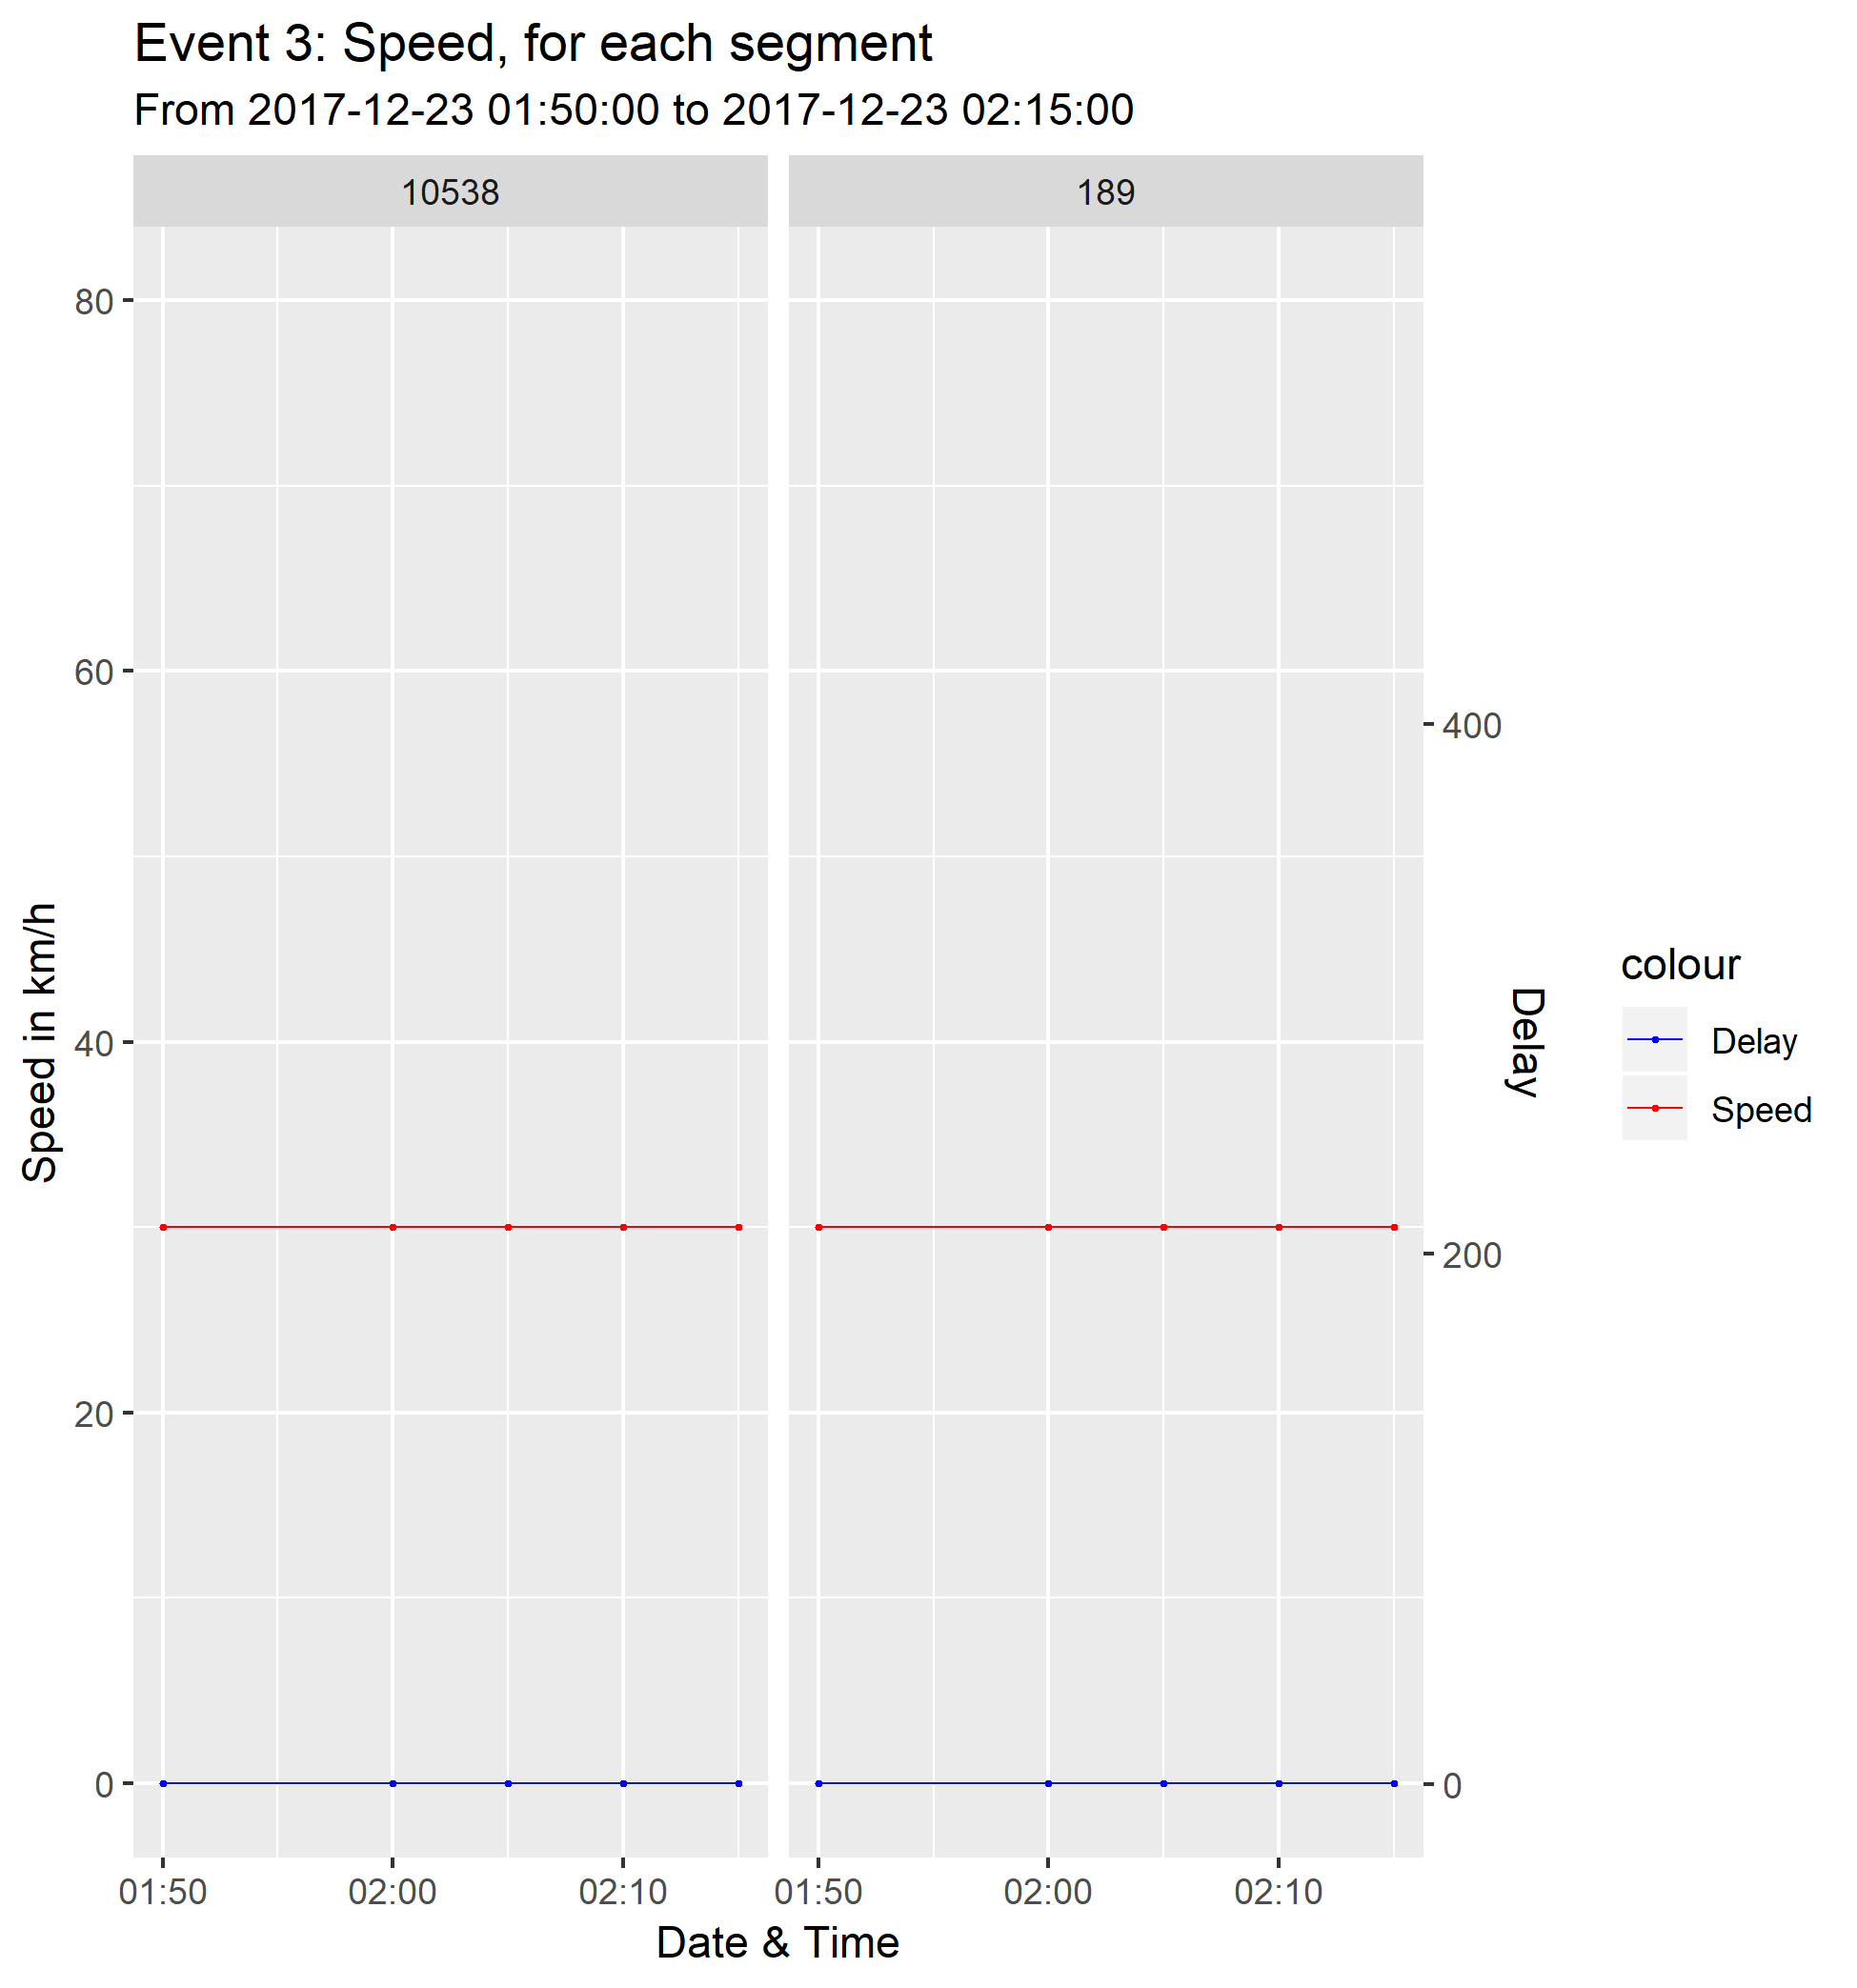 Event 3: Speed, for each segment
From 2017-12-23 01:50:00 to 2017-12-23 02:15:00
10538 189
80
60
40
20
0
Speed in km/h
400
200
0
Delay
colour
Delay
Speed
01:50 02:00 02:10 01:50 02:00 02:10
Date & Time